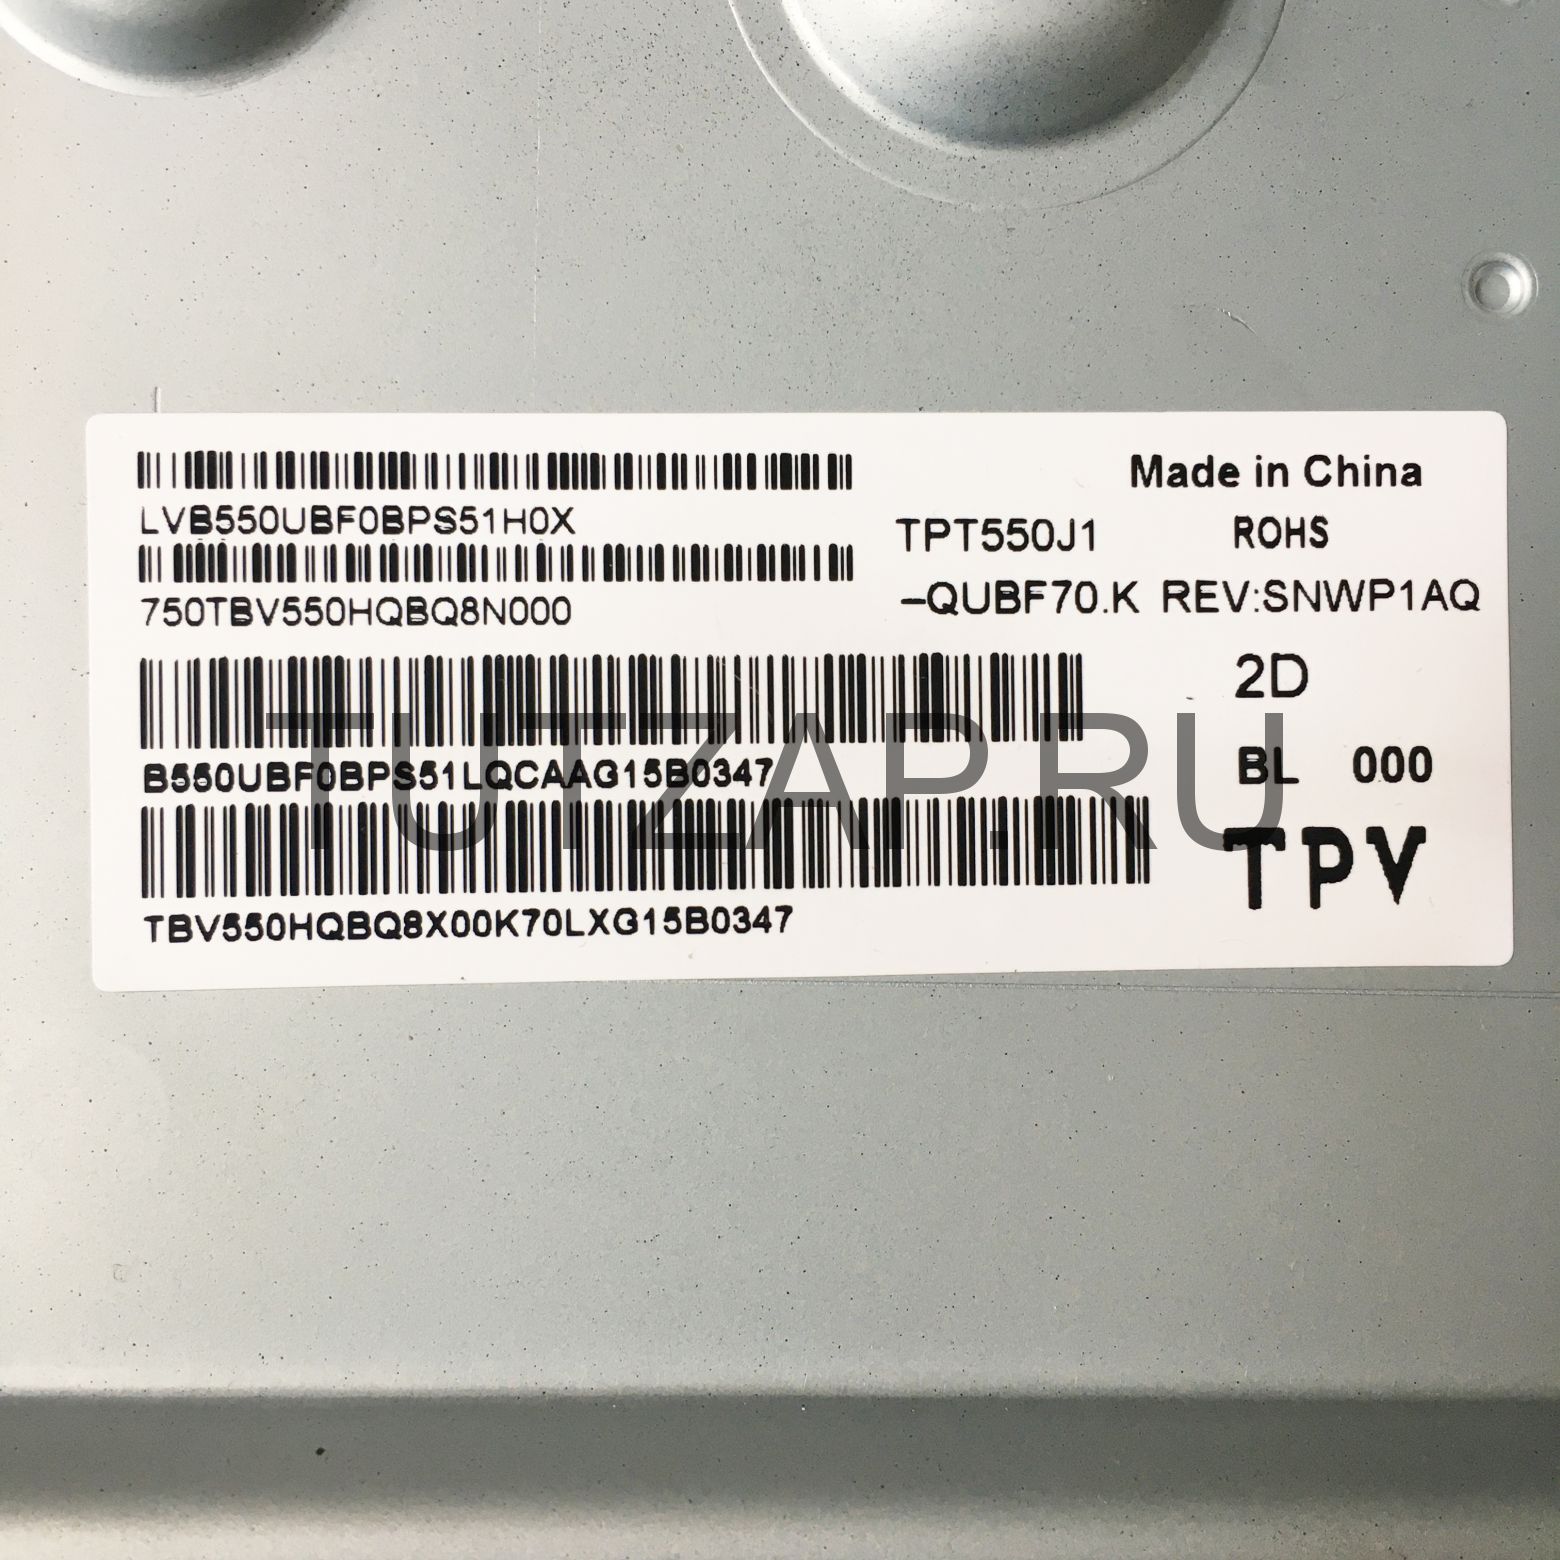 Made in China
LVB550UBF0BPS51H0X
TPT550J1 ROHS
750TBV550HQBQ8N000
–QUBF70.K REV:SNWP1AQ
2D
B550UBF0BPS51LQCAAG15B0347
BL 000
TUTZAP.RU
TPV
TBV550HQBQ8X00K70LXG15B0347